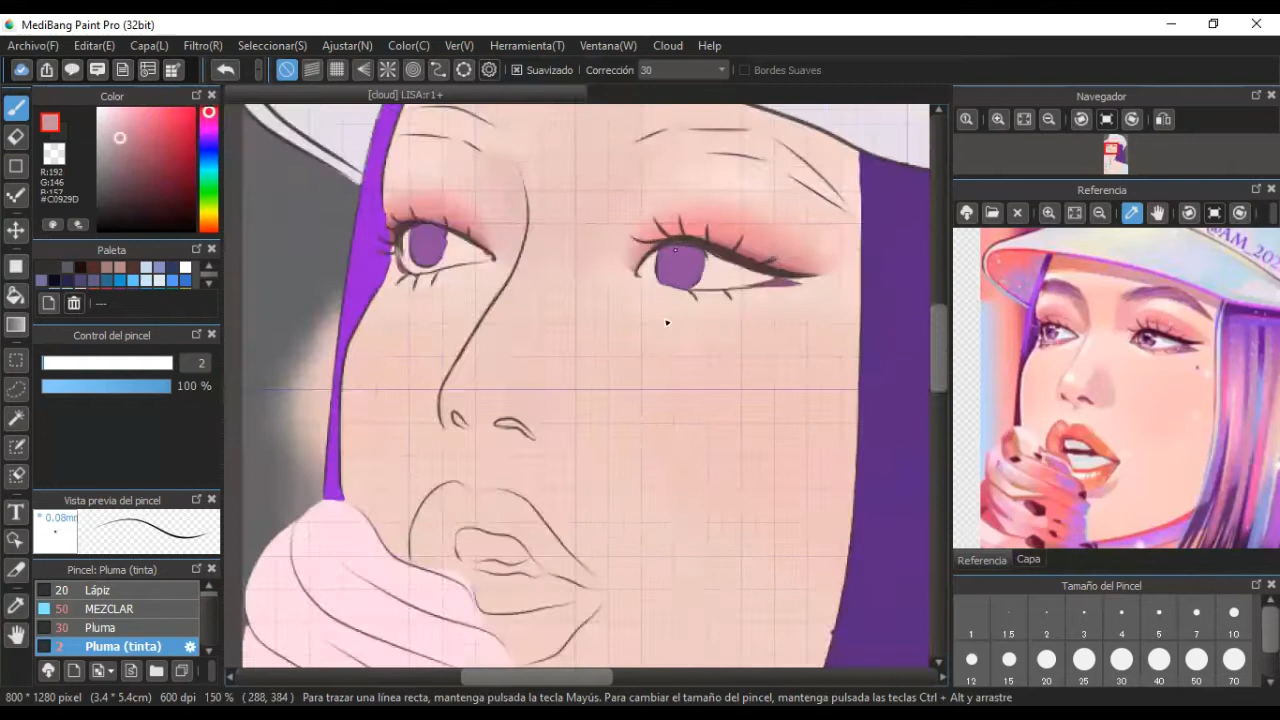 MediBang Paint Pro (32bit)
Archivo(F) Editar(E) Capa(L) Filtro(R) Seleccionar(S) Ajustar(N) Color(C) Ver(V) Herramienta(T) Ventana(W) Cloud Help
Suavizado Corrección 30 Bordes Suaves
Color
[cloud] LISA:r1+
Navegador
R:192
G:146
B:157
#C0929D
Referencia
@AM_202
Paleta
---
Control del pincel
2
100 %
Vista previa del pincel
* 0.08mm
Referencia Capa
Pincel: Pluma (tinta)
Tamaño del Pincel
20 Lápiz
50 MEZCLAR
30 Pluma
2 Pluma (tinta)
1 1.5 2 3 4 5 7 10
12 15 20 25 30 40 50 70
T
800 * 1280 pixel (3.4 * 5.4cm) 600 dpi 150 % ( 288, 384 ) Para trazar una línea recta, mantenga pulsada la tecla Mayús. Para cambiar el tamaño del pincel, mantenga pulsadas las teclas Ctrl + Alt y arrastre